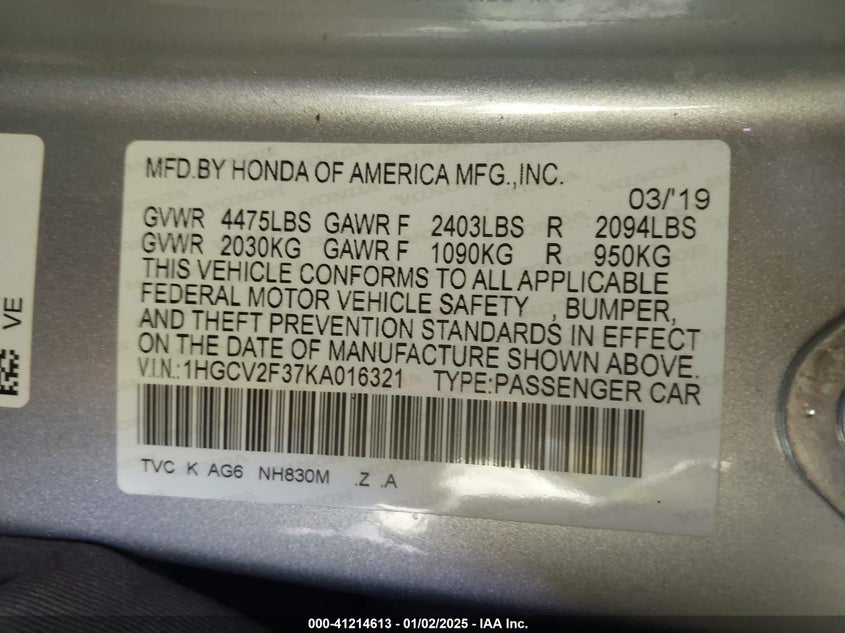 MFD.BY HONDA OF AMERICA MFG.,INC.
03/'19
GVWR 4475LBS GAWR F 2403LBS R 2094LBS
GVWR 2030KG GAWR F 1090KG R 950KG
THIS VEHICLE CONFORMS TO ALL APPLICABLE
FEDERAL MOTOR VEHICLE SAFETY , BUMPER,
AND THEFT PREVENTION STANDARDS IN EFFECT
ON THE DATE OF MANUFACTURE SHOWN ABOVE.
V.I.N.:1HGCV2F37KA016321 TYPE:PASSENGER CAR
TVC K AG6 NH830M .Z .A
VE
000-41214613 - 01/02/2025 - IAA Inc.